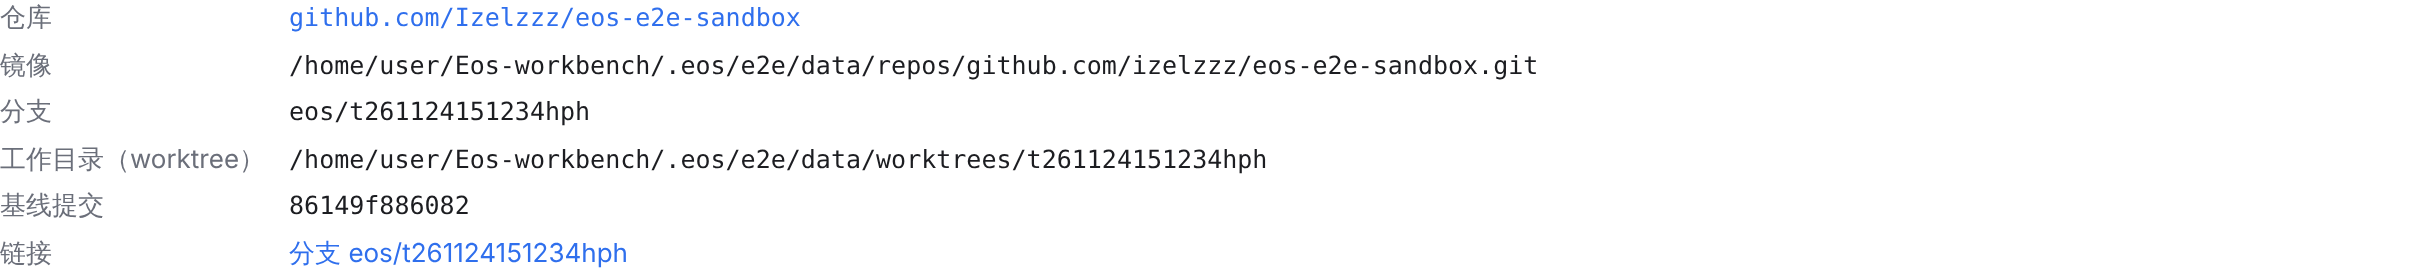 仓库 github.com/Izelzzz/eos-e2e-sandbox
镜像 /home/user/Eos-workbench/.eos/e2e/data/repos/github.com/izelzzz/eos-e2e-sandbox.git
分支 eos/t261124151234hph
工作目录（worktree） /home/user/Eos-workbench/.eos/e2e/data/worktrees/t261124151234hph
基线提交 86149f886082
链接 分支 eos/t261124151234hph